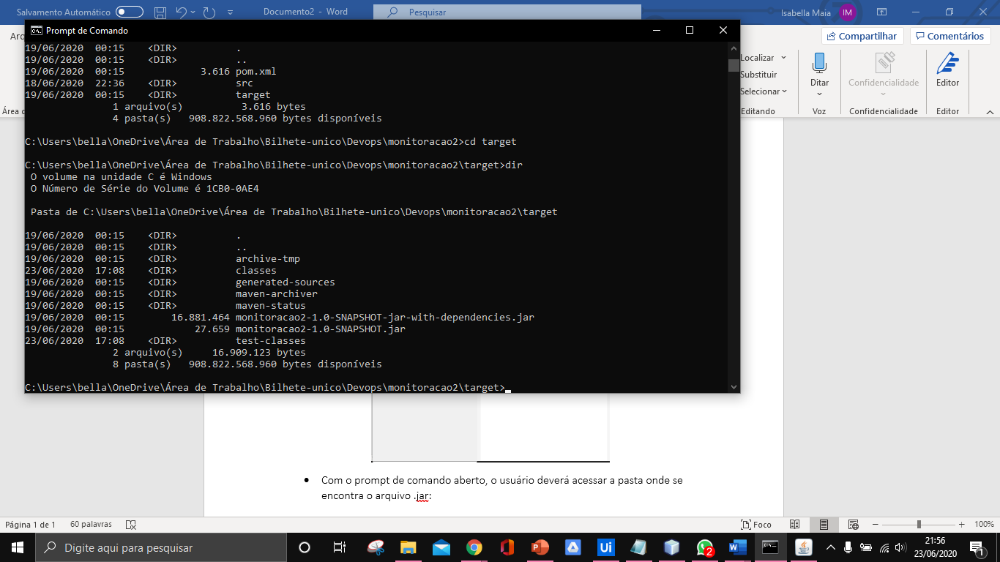 Salvamento Automático
Documento2 - Word
Pesquisar
Isabella Maia
IM
Compartilhar
Comentários
Prompt de Comando
19/06/2020  00:15    <DIR>          .
19/06/2020  00:15    <DIR>          ..
19/06/2020  00:15             3.616 pom.xml
18/06/2020  22:36    <DIR>          src
19/06/2020  00:15    <DIR>          target
               1 arquivo(s)          3.616 bytes
               4 pasta(s)   908.822.568.960 bytes disponíveis
C:\Users\bella\OneDrive\Área de Trabalho\Bilhete-unico\Devops\monitoracao2>cd target
C:\Users\bella\OneDrive\Área de Trabalho\Bilhete-unico\Devops\monitoracao2\target>dir
 O volume na unidade C é Windows
 O Número de Série do Volume é 1CB0-0AE4
 Pasta de C:\Users\bella\OneDrive\Área de Trabalho\Bilhete-unico\Devops\monitoracao2\target
19/06/2020  00:15    <DIR>          .
19/06/2020  00:15    <DIR>          ..
19/06/2020  00:15    <DIR>          archive-tmp
23/06/2020  17:08    <DIR>          classes
19/06/2020  00:15    <DIR>          generated-sources
19/06/2020  00:15    <DIR>          maven-archiver
19/06/2020  00:15    <DIR>          maven-status
19/06/2020  00:15        16.881.464 monitoracao2-1.0-SNAPSHOT-jar-with-dependencies.jar
19/06/2020  00:15            27.659 monitoracao2-1.0-SNAPSHOT.jar
23/06/2020  17:08    <DIR>          test-classes
               2 arquivo(s)     16.909.123 bytes
               8 pasta(s)   908.822.568.960 bytes disponíveis
C:\Users\bella\OneDrive\Área de Trabalho\Bilhete-unico\Devops\monitoracao2\target>
Localizar
Substituir
Selecionar
Editando
Ditar
Voz
Confidencialidade
Confidencialidade
Editor
Editor
Com o prompt de comando aberto, o usuário deverá acessar a pasta onde se
encontra o arquivo .jar:
Página 1 de 1
60 palavras
Foco
100%
Digite aqui para pesquisar
Ui
2
21:56
23/06/2020
1